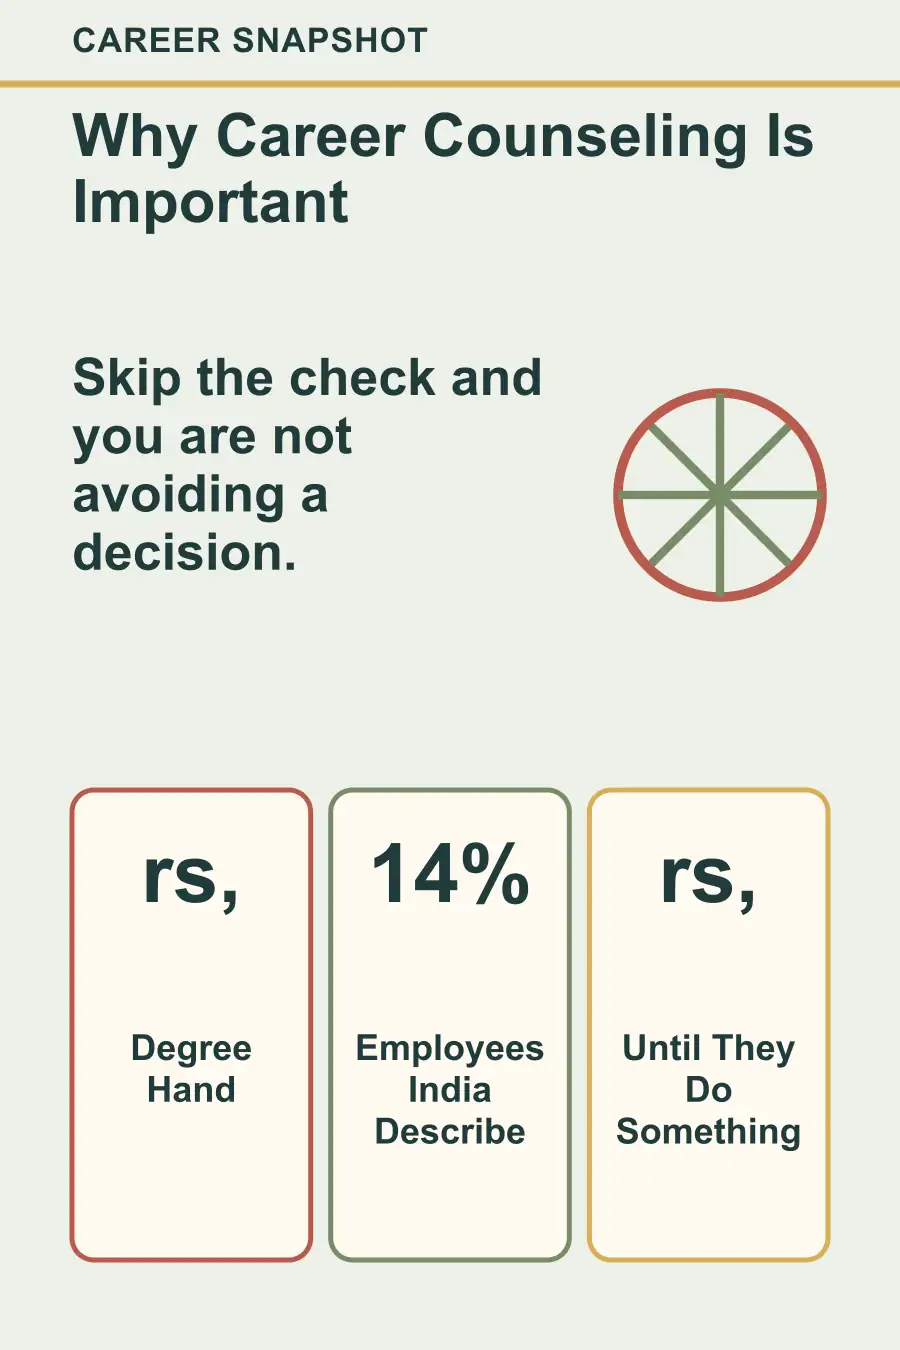 CAREER SNAPSHOT
Why Career Counseling Is
Important
Skip the check and
you are not
avoiding a
decision.
rs,
Degree
Hand
14%
Employees
India
Describe
rs,
Until They
Do
Something